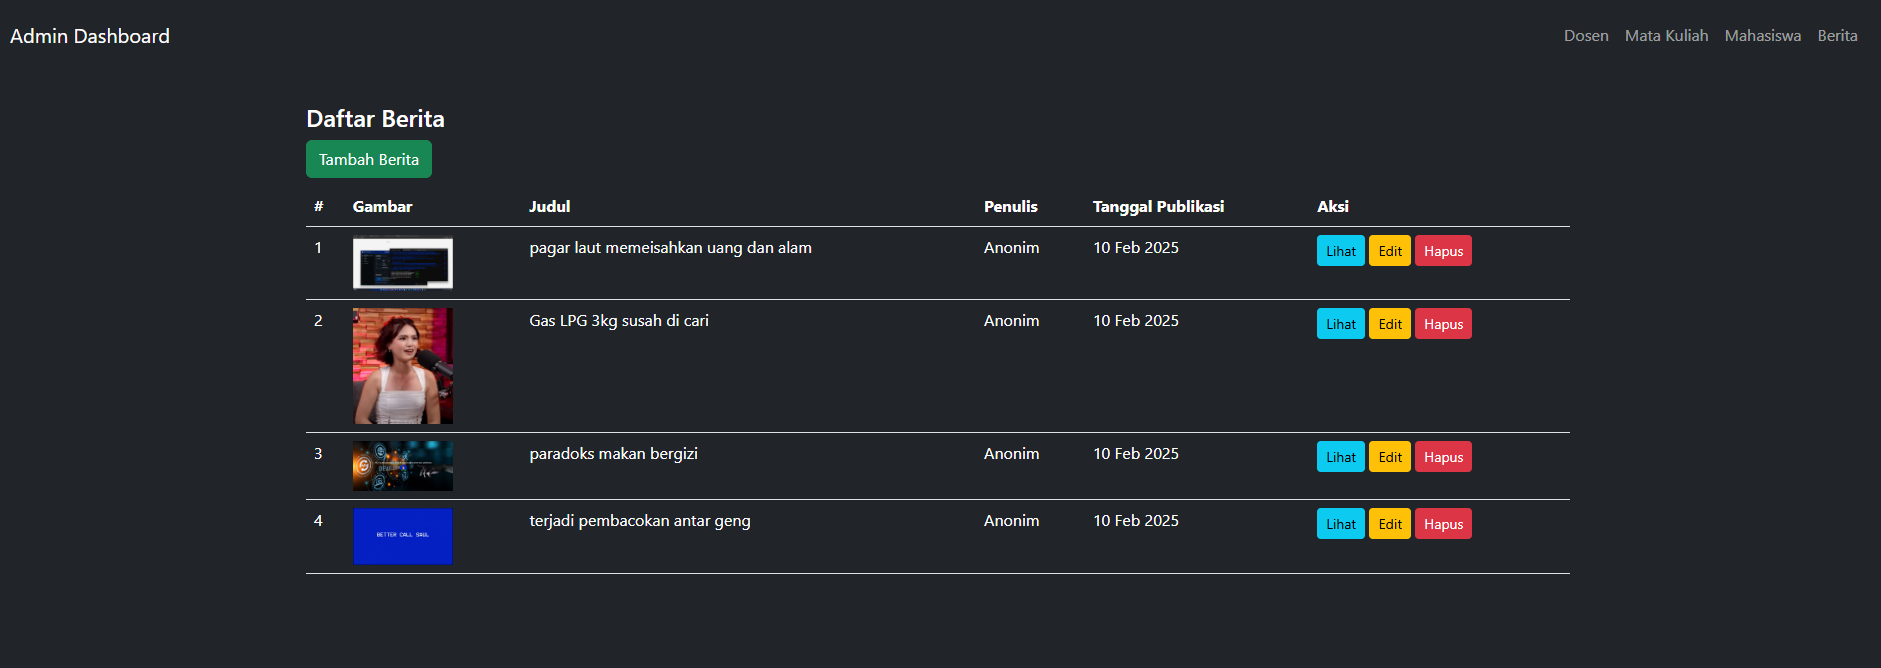 Admin Dashboard
Dosen Mata Kuliah Mahasiswa Berita
Daftar Berita
Tambah Berita
# Gambar Judul Penulis Tanggal Publikasi Aksi
1 pagar laut memeisahkan uang dan alam Anonim 10 Feb 2025 Lihat Edit Hapus
2 Gas LPG 3kg susah di cari Anonim 10 Feb 2025 Lihat Edit Hapus
3 paradoks makan bergizi Anonim 10 Feb 2025 Lihat Edit Hapus
4 terjadi pembacokan antar geng Anonim 10 Feb 2025 Lihat Edit Hapus
BETTER CALL SAUL